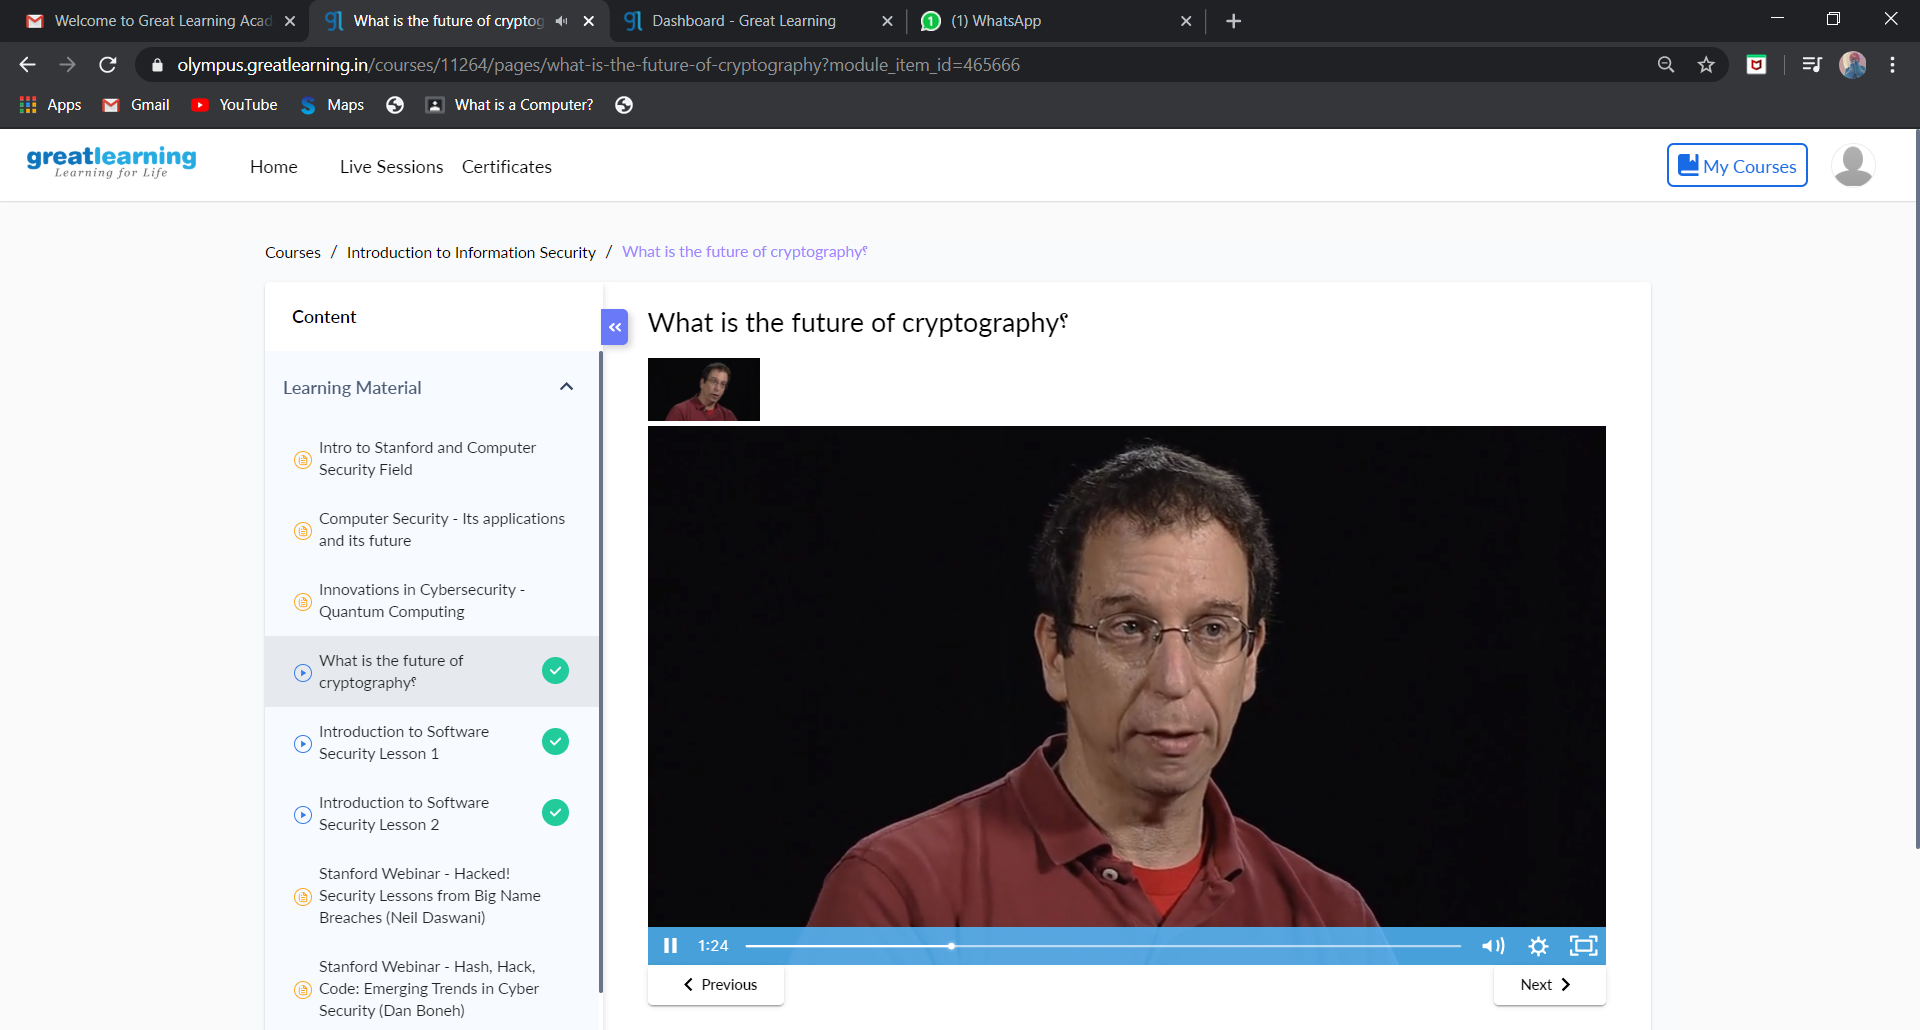 Welcome to Great Learning Acad
What is the future of cryptog
Dashboard - Great Learning
(1) WhatsApp
olympus.greatlearning.in/courses/11264/pages/what-is-the-future-of-cryptography?module_item_id=465666
Apps
Gmail
YouTube
Maps
What is a Computer?
greatlearning
Learning for Life
Home
Live Sessions
Certificates
My Courses
Courses / Introduction to Information Security / What is the future of cryptography؟
Content
What is the future of cryptography؟
Learning Material
Intro to Stanford and Computer
Security Field
Computer Security - Its applications
and its future
Innovations in Cybersecurity -
Quantum Computing
What is the future of
cryptography؟
Introduction to Software
Security Lesson 1
Introduction to Software
Security Lesson 2
Stanford Webinar - Hacked!
Security Lessons from Big Name
Breaches (Neil Daswani)
Stanford Webinar - Hash, Hack,
Code: Emerging Trends in Cyber
Security (Dan Boneh)
1:24
Previous
Next